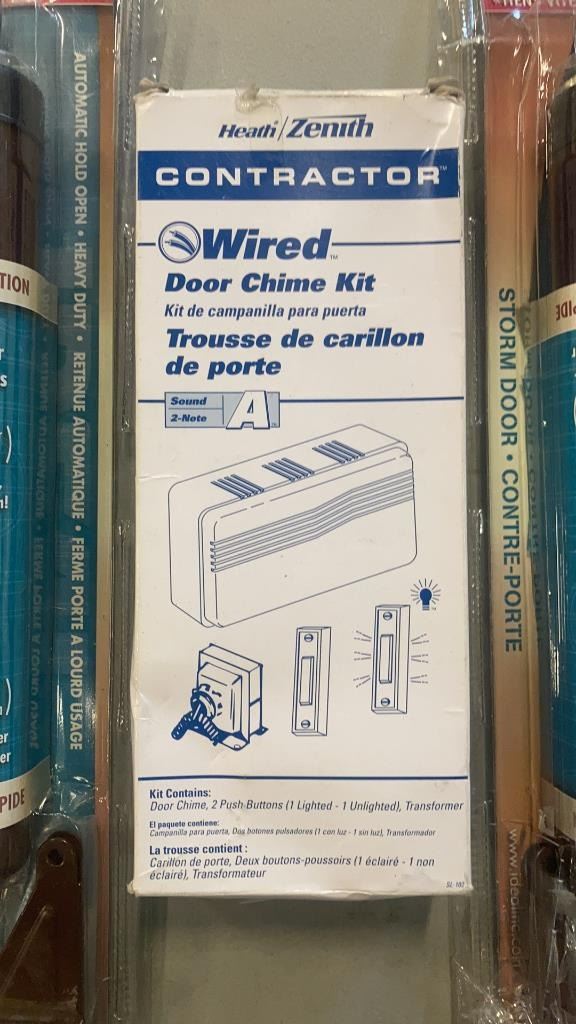 Heath/Zenith
CONTRACTOR™
Wired™
Door Chime Kit
Kit de campanilla para puerta
Trousse de carillon
de porte
Sound
2-Note
A
Kit Contains:
Door Chime, 2 Push-Buttons (1 Lighted - 1 Unlighted), Transformer
El paquete contiene:
Campanilla para puerta, Dos botones pulsadores (1 con luz - 1 sin luz), Transformador
La trousse contient :
Carillon de porte, Deux boutons-poussoirs (1 éclairé - 1 non
éclairé), Transformateur
AUTOMATIC HOLD OPEN • HEAVY DUTY • RETENUE AUTOMATIQUE • FERME PORTE A LOURD USAGE
TION
PIDE
STORM DOOR • CONTRE-PORTE